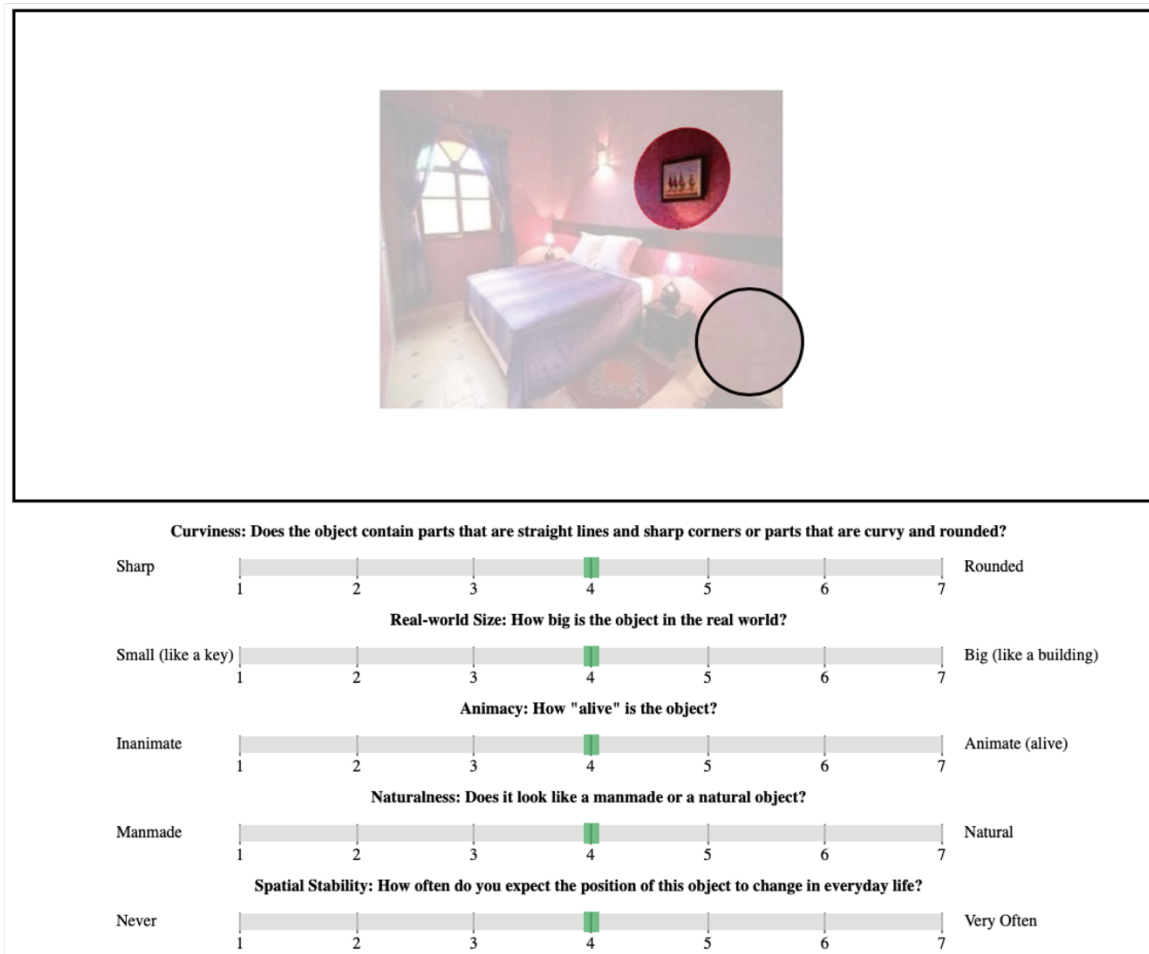 Curviness: Does the object contain parts that are straight lines and sharp corners or parts that are curvy and rounded?
Sharp
Rounded
1 2 3 4 5 6 7
Real-world Size: How big is the object in the real world?
Small (like a key)
Big (like a building)
1 2 3 4 5 6 7
Animacy: How "alive" is the object?
Inanimate
Animate (alive)
1 2 3 4 5 6 7
Naturalness: Does it look like a manmade or a natural object?
Manmade
Natural
1 2 3 4 5 6 7
Spatial Stability: How often do you expect the position of this object to change in everyday life?
Never
Very Often
1 2 3 4 5 6 7